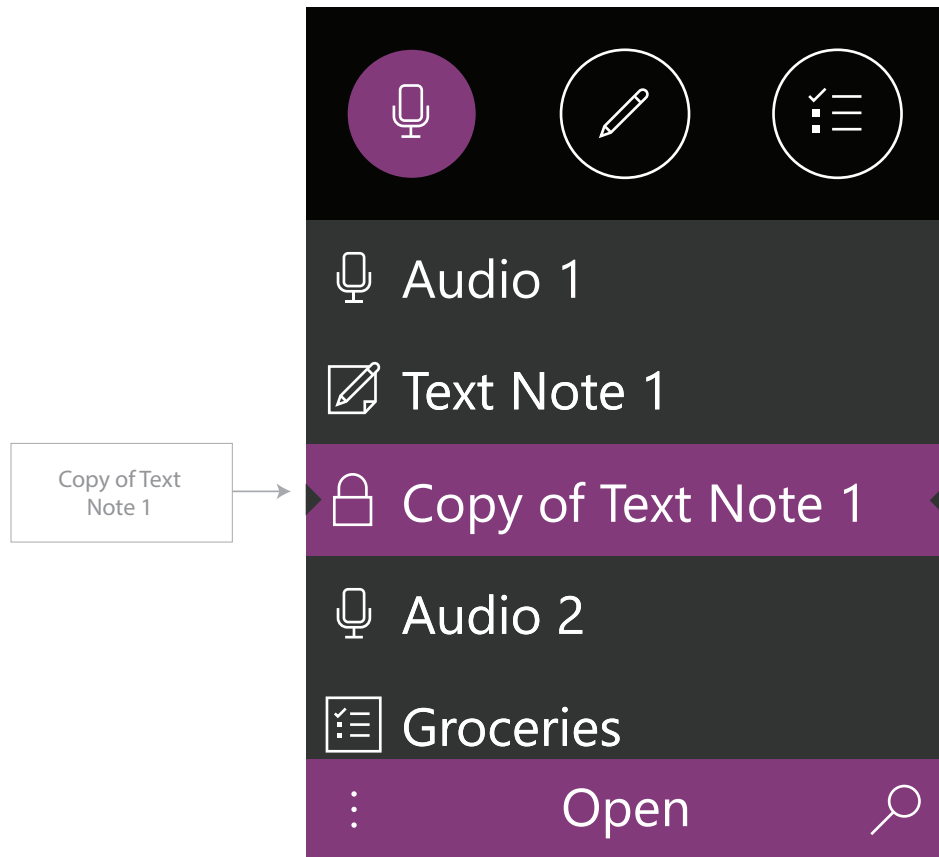 Audio 1
Text Note 1
Copy of Text
Note 1
Copy of Text Note 1
Audio 2
Groceries
Open